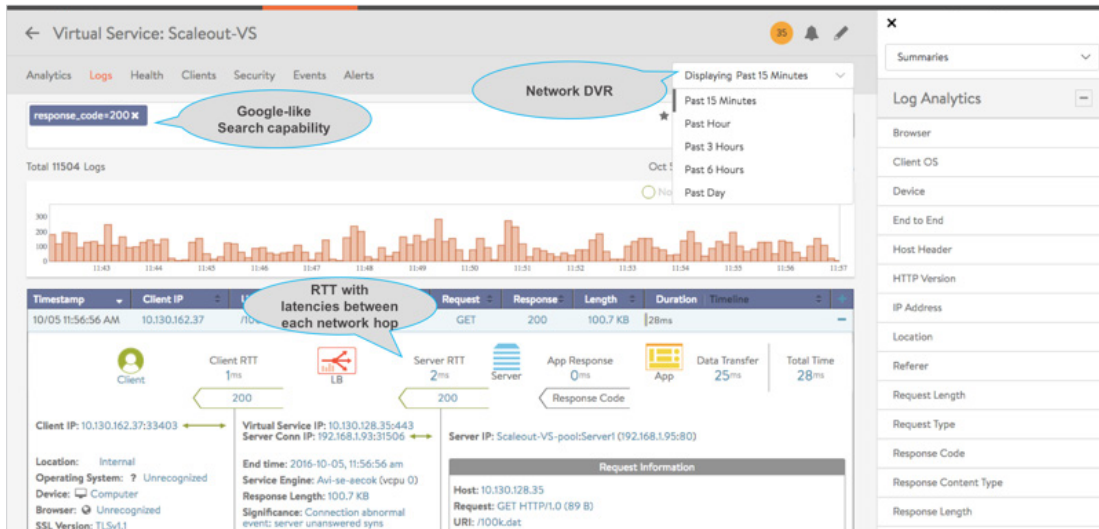 Virtual Service: Scaleout-VS
35
Analytics Logs Health Clients Security Events Alerts
Network DVR
Displaying Past 15 Minutes
Past 15 Minutes
Past Hour
Past 3 Hours
Past 6 Hours
Past Day
response_code=200
Google-like
Search capability
Total 11504 Logs
Oct
300
200
100
0
11:43 11:44 11:45 11:46 11:47 11:48 11:49 11:50 11:51 11:52 11:53 11:54 11:55 11:56 11:57
RTT with
latencies between
each network hop
Timestamp Client IP Request Response Length Duration Timeline
10/05 11:56:56 AM 10.130.162.37 GET 200 100.7 KB 28ms
Client RTT Server RTT App Response Data Transfer Total Time
1ms 2ms 0ms 25ms 28ms
Client LB Server App
200 200 Response Code
Client IP: 10.130.162.37:33403
Virtual Service IP: 10.130.128.35:443
Server Conn IP: 192.168.1.93:31506
Server IP: Scaleout-VS-pool:Server1 (192.168.1.95:80)
Location: Internal
Operating System: ? Unrecognized
Device: Computer
Browser: Unrecognized
SSL Version: TLSv1.1
End time: 2016-10-05, 11:56:56 am
Service Engine: Avi-se-aecok (vcpu 0)
Response Length: 100.7 KB
Significance: Connection abnormal
event: server unanswered syns
Request Information
Host: 10.130.128.35
Request: GET HTTP/1.0 (89 B)
URI: /100k.dat
Summaries
Log Analytics
Browser
Client OS
Device
End to End
Host Header
HTTP Version
IP Address
Location
Referer
Request Length
Request Type
Response Code
Response Content Type
Response Length